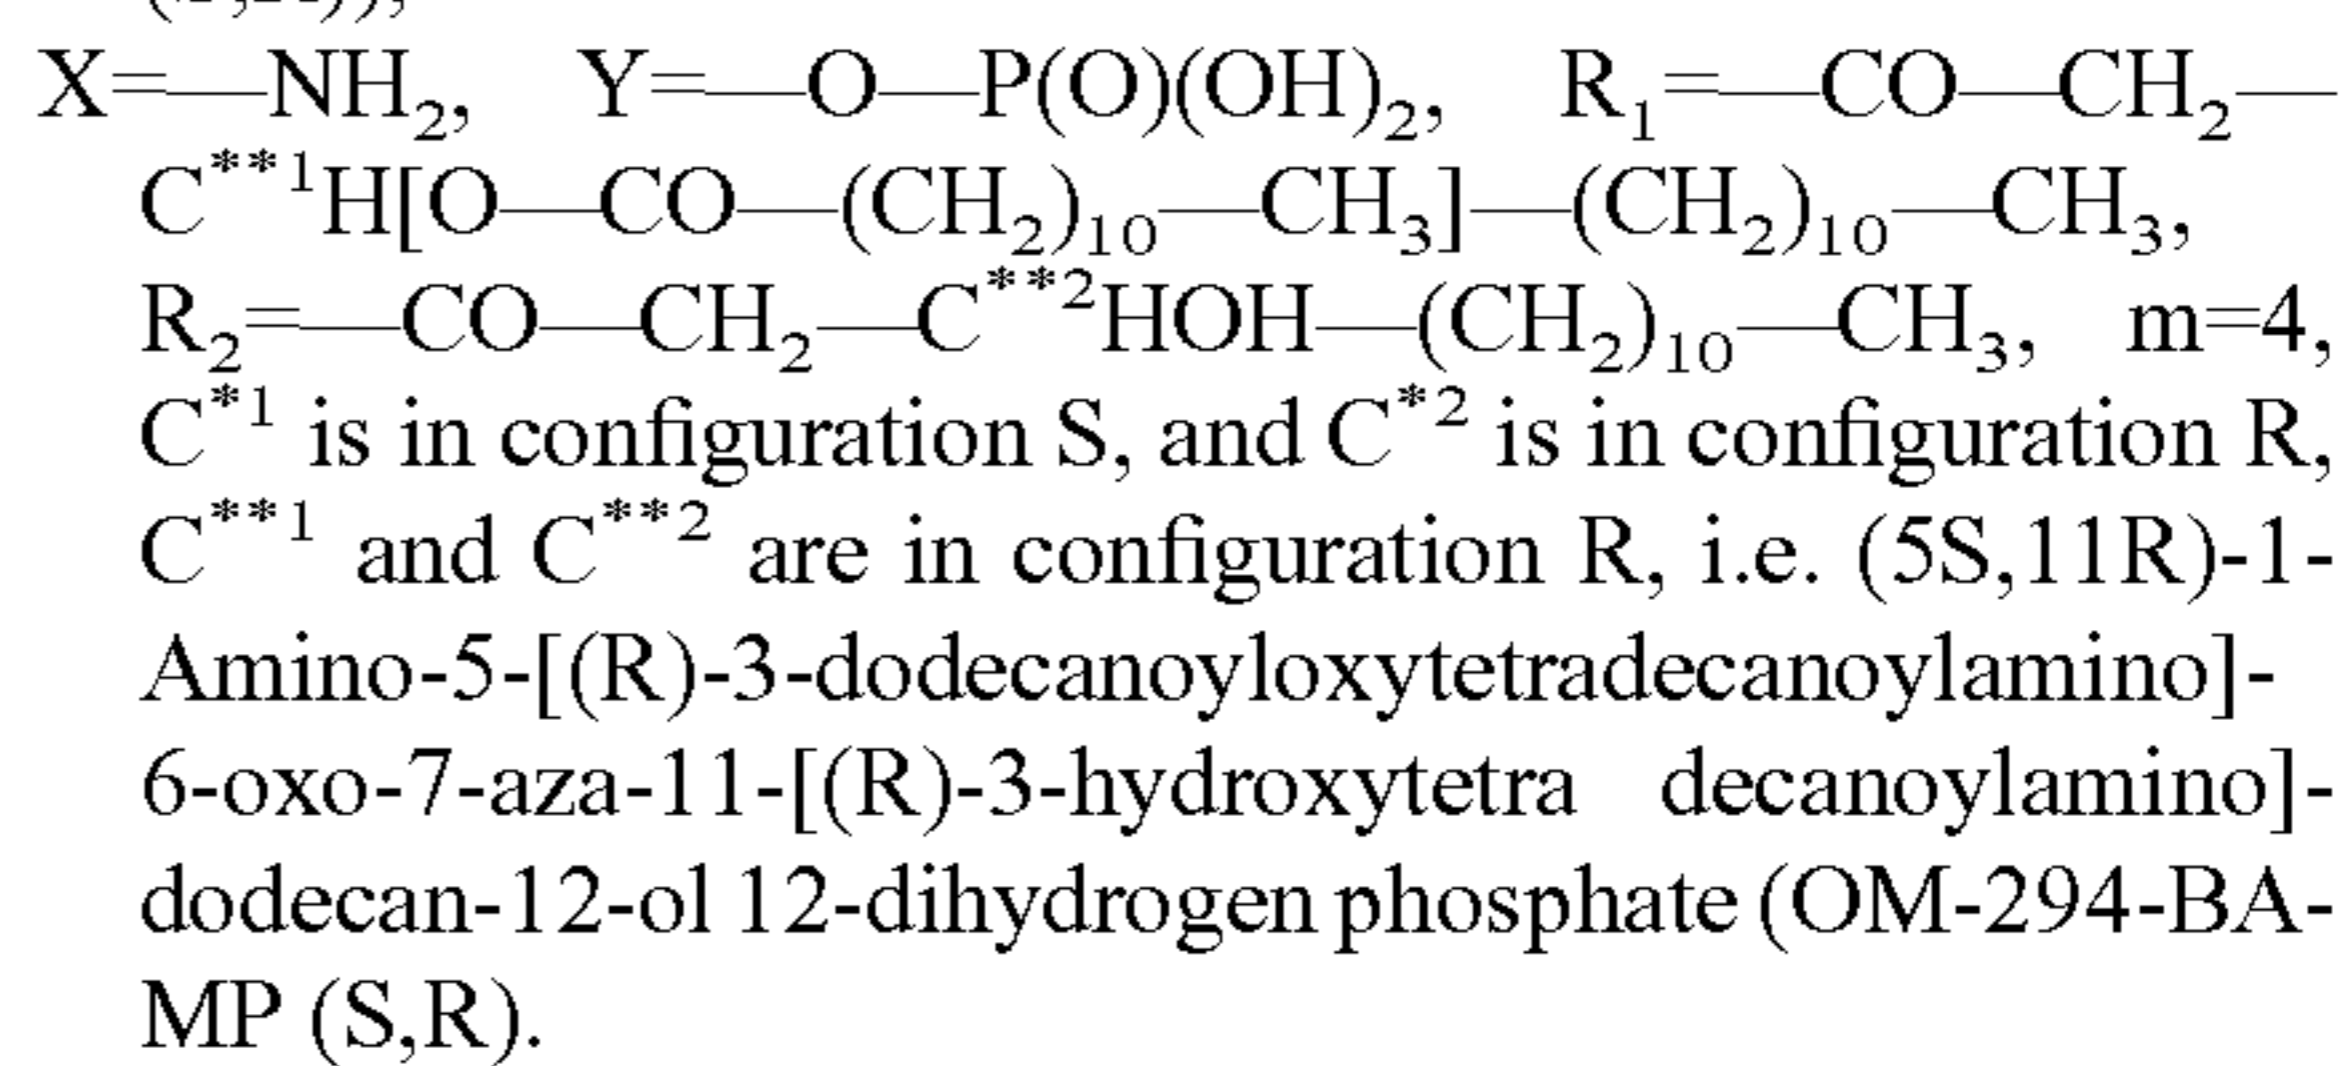 X=—NH₂, Y=—O—P(O)(OH)₂, R₁=—CO—CH₂—
C**¹H[O—CO—(CH₂)₁₀—CH₃]—(CH₂)₁₀—CH₃,
R₂=—CO—CH₂—C**²HOH—(CH₂)₁₀—CH₃, m=4,
C*¹ is in configuration S, and C*² is in configuration R,
C**¹ and C**² are in configuration R, i.e. (5S,11R)-1-
Amino-5-[(R)-3-dodecanoyloxytetradecanoylamino]-
6-oxo-7-aza-11-[(R)-3-hydroxytetra decanoylamino]-
dodecan-12-ol 12-dihydrogen phosphate (OM-294-BA-
MP (S,R).